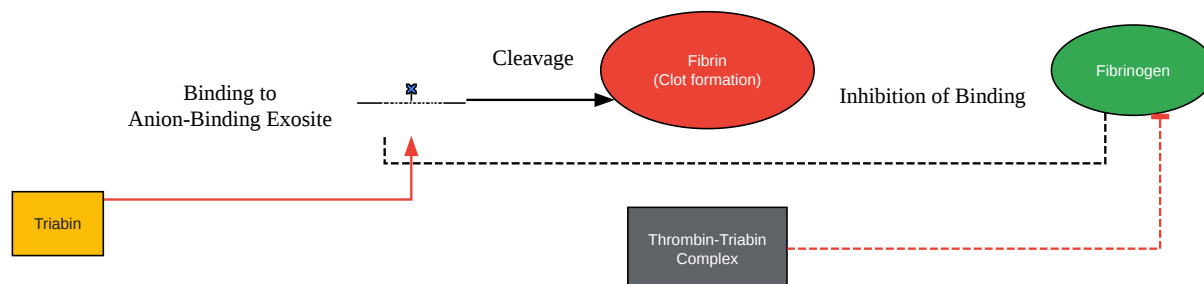 Cleavage
Fibrin
(Clot formation)
Fibrinogen
Binding to
Anion-Binding Exosite
Inhibition of Binding
Triabin
Thrombin-Triabin
Complex